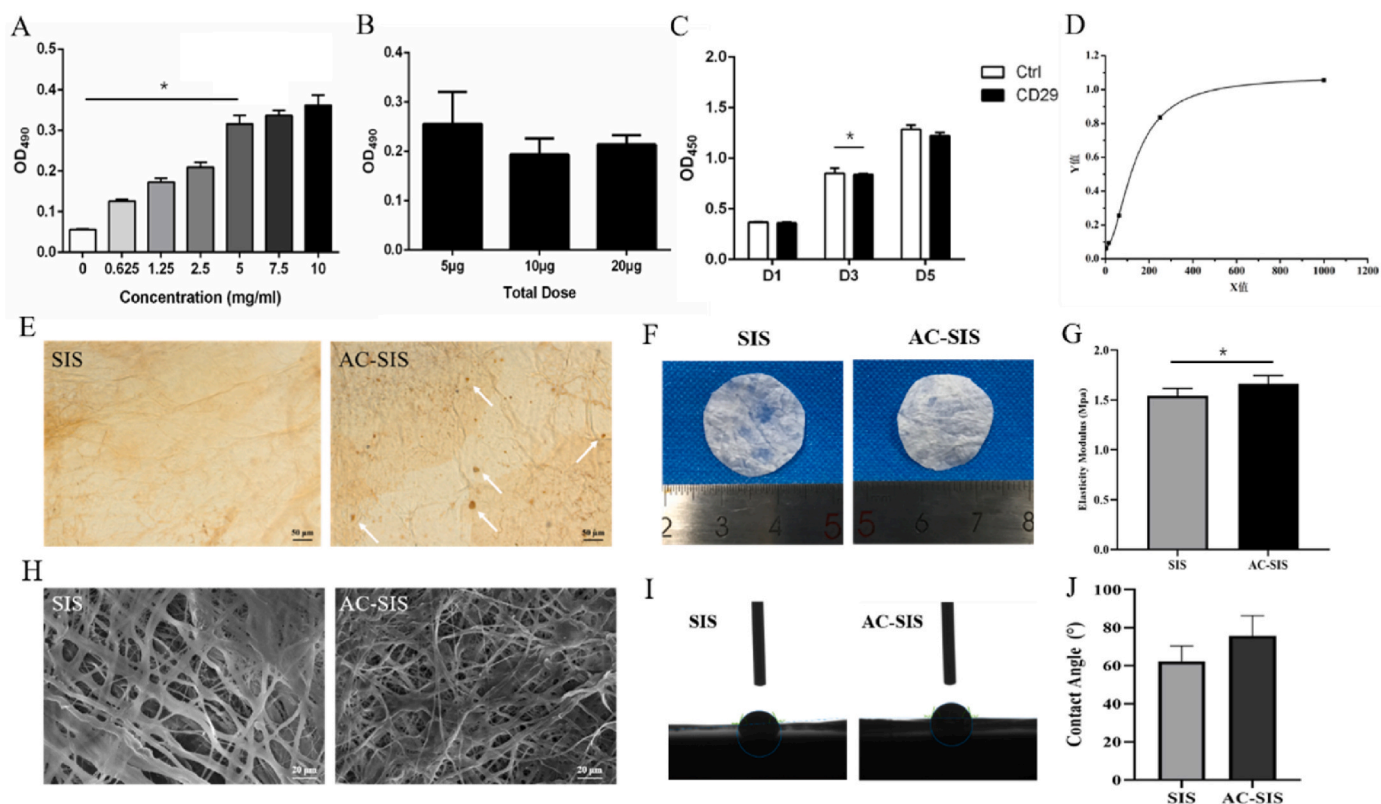 A
0.5
0.4
0.3
0.2
0.1
0.0
OD490
*
0 0.625 1.25 2.5 5 7.5 10
Concentration (mg/ml)
B
0.4
0.3
0.2
0.1
0.0
OD490
5µg 10µg 20µg
Total Dose
C
2.0
1.5
1.0
0.5
0.0
OD450
*
Ctrl
CD29
D1 D3 D5
D
1.2
1.0
0.8
0.6
0.4
0.2
0.0
Y值
0 200 400 600 800 1000 1200
X值
E
SIS
50 µm
AC-SIS
50 µm
F
SIS
AC-SIS
2 3 4 5
5 6 7 8
G
2.0
1.5
1.0
0.5
0.0
Elasticity Modulus (Mpa)
*
SIS AC-SIS
H
SIS
20 µm
AC-SIS
20 µm
I
SIS
AC-SIS
J
100
80
60
40
20
0
Contact Angle (°)
SIS AC-SIS